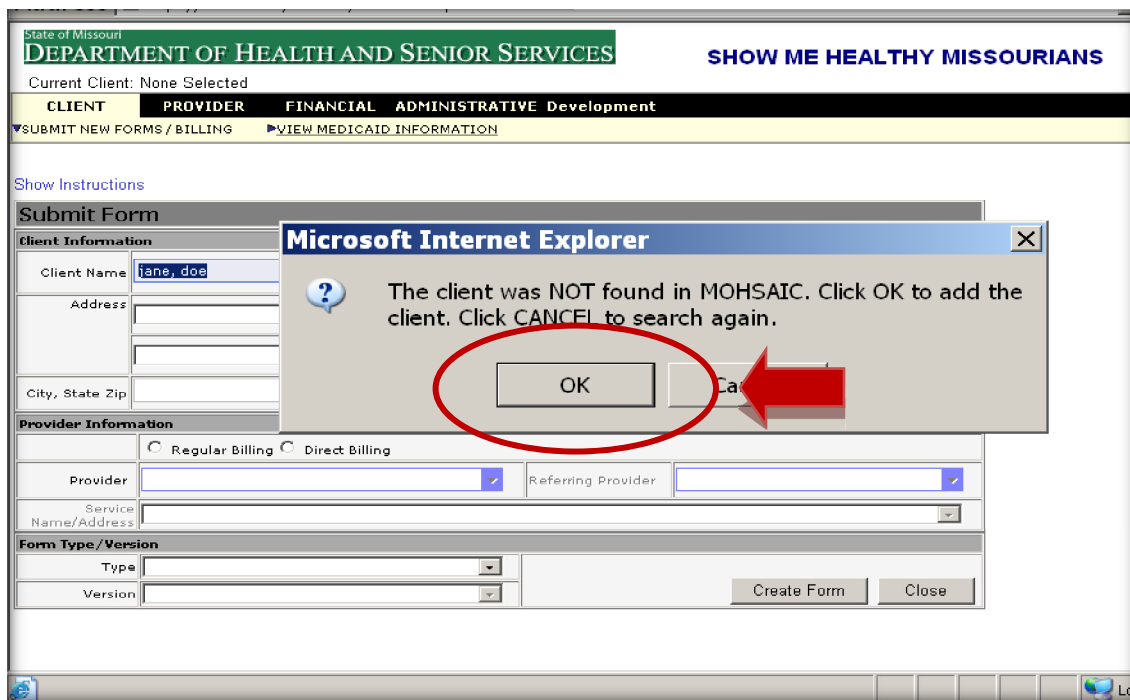 State of Missouri
DEPARTMENT OF HEALTH AND SENIOR SERVICES
SHOW ME HEALTHY MISSOURIANS
Current Client: None Selected
CLIENT PROVIDER FINANCIAL ADMINISTRATIVE Development
SUBMIT NEW FORMS / BILLING VIEW MEDICAID INFORMATION
Show Instructions
Submit Form
Client Information
Microsoft Internet Explorer
Client Name jane, doe
The client was NOT found in MOHSAIC. Click OK to add the
client. Click CANCEL to search again.
Address
OK
City, State Zip
Provider Information
Regular Billing Direct Billing
Provider Referring Provider
Service
Name/Address
Form Type/Version
Type
Version
Create Form Close